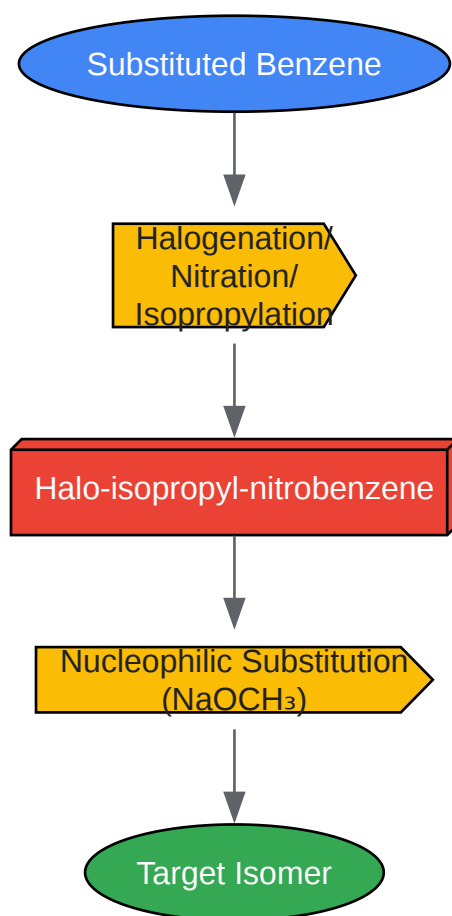 Substituted Benzene
Halogenation/
Nitration/
Isopropylation
Halo-isopropyl-nitrobenzene
Nucleophilic Substitution
(NaOCH₃)
Target Isomer